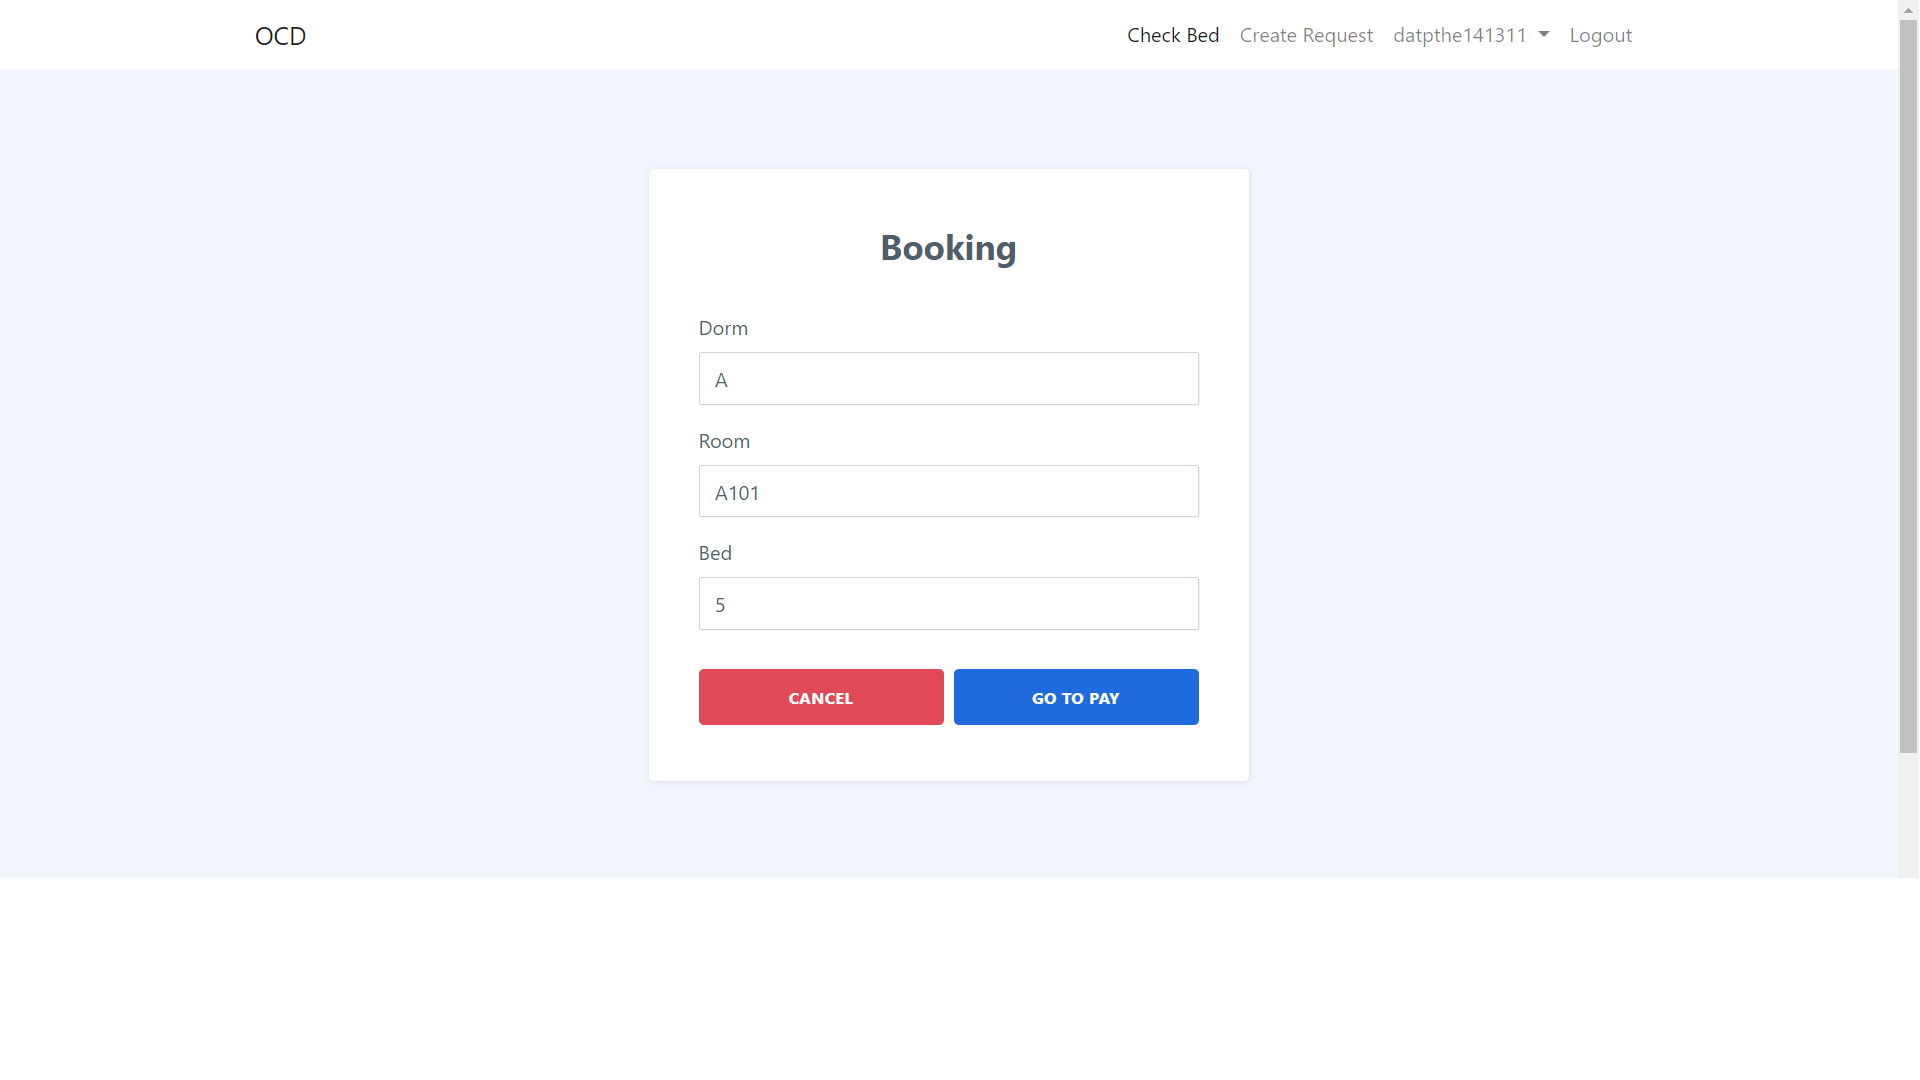 OCD
Check Bed Create Request datpthe141311 Logout
Booking
Dorm
A
Room
A101
Bed
5
CANCEL GO TO PAY